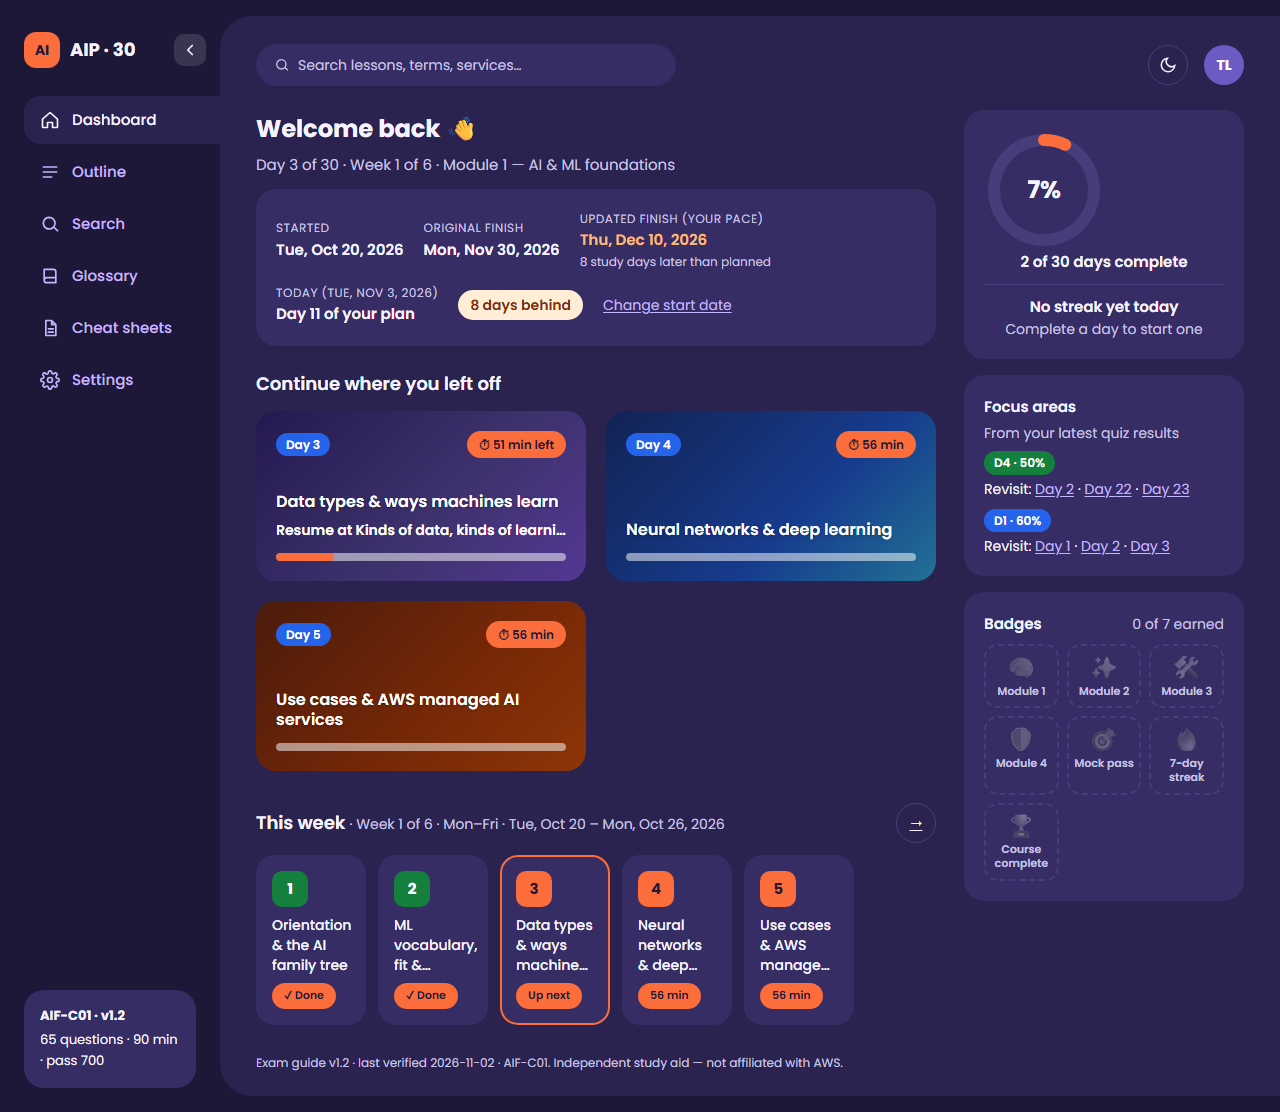 AI
AIP · 30
Dashboard
Outline
Search
Glossary
Cheat sheets
Settings
AIF-C01 · v1.2
65 questions · 90 min
· pass 700
Search lessons, terms, services...
TL
Welcome back 👋
Day 3 of 30 · Week 1 of 6 · Module 1 — AI & ML foundations
STARTED
Tue, Oct 20, 2026
ORIGINAL FINISH
Mon, Nov 30, 2026
UPDATED FINISH (YOUR PACE)
Thu, Dec 10, 2026
8 study days later than planned
TODAY (TUE, NOV 3, 2026)
Day 11 of your plan
8 days behind
Change start date
Continue where you left off
Day 3
⏱ 51 min left
Data types & ways machines learn
Resume at Kinds of data, kinds of learni...
Day 4
⏱ 56 min
Neural networks & deep learning
Day 5
⏱ 56 min
Use cases & AWS managed AI
services
This week · Week 1 of 6 · Mon–Fri · Tue, Oct 20 – Mon, Oct 26, 2026
→
1
Orientation
& the AI
family tree
✓ Done
2
ML
vocabulary,
fit &...
✓ Done
3
Data types
& ways
machine...
Up next
4
Neural
networks
& deep...
56 min
5
Use cases
& AWS
manage...
56 min
Exam guide v1.2 · last verified 2026-11-02 · AIF-C01. Independent study aid — not affiliated with AWS.
7%
2 of 30 days complete
No streak yet today
Complete a day to start one
Focus areas
From your latest quiz results
D4 · 50%
Revisit: Day 2 · Day 22 · Day 23
D1 · 60%
Revisit: Day 1 · Day 2 · Day 3
Badges
0 of 7 earned
Module 1
Module 2
Module 3
Module 4
Mock pass
7-day
streak
Course
complete